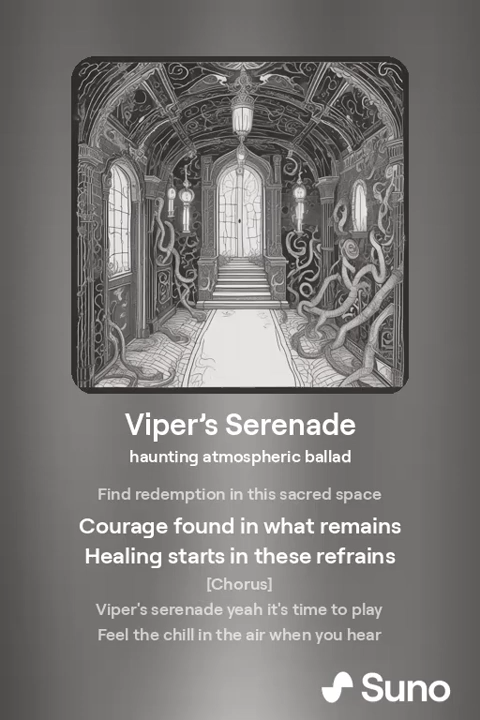 Viper's Serenade
haunting atmospheric ballad
Find redemption in this sacred space
Courage found in what remains
Healing starts in these refrains
[Chorus]
Viper's serenade yeah it's time to play
Feel the chill in the air when you hear
Suno